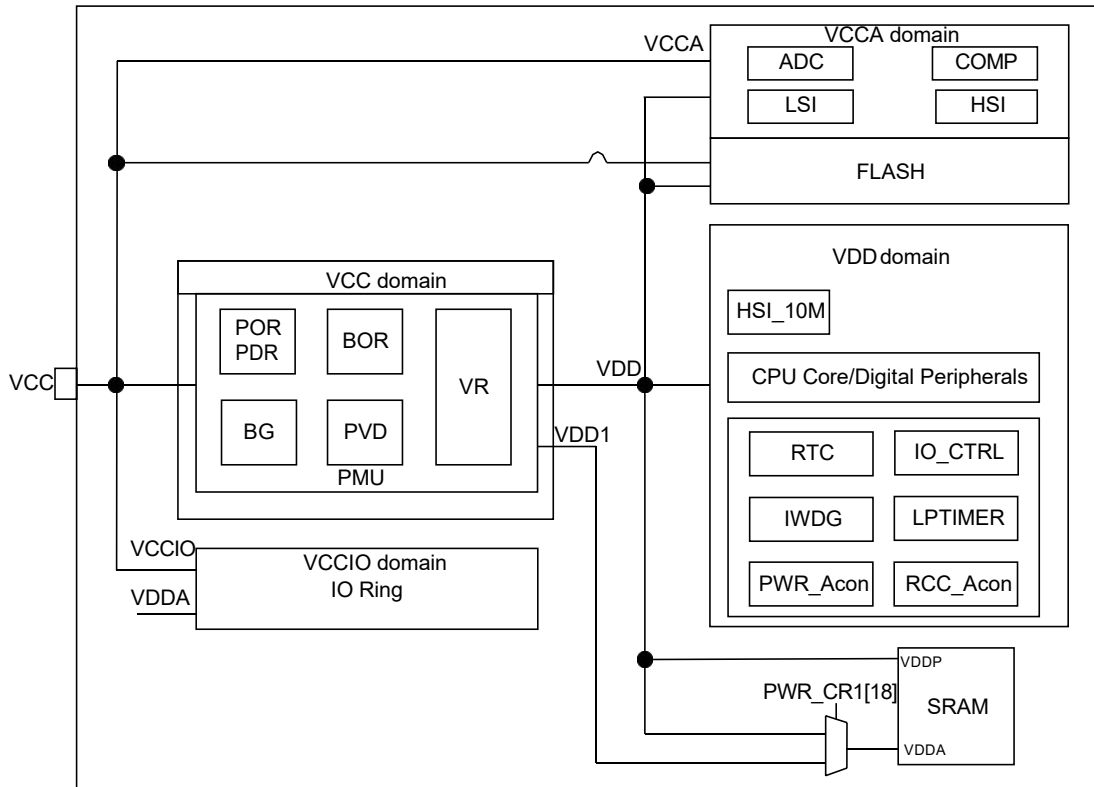 VCCA
VCCA domain
ADC
COMP
LSI
HSI
FLASH
VCC domain
POR
PDR
BOR
VR
BG
PVD
PMU
VCC
VDD
VDD1
VDD domain
HSI_10M
CPU Core/Digital Peripherals
RTC
IO_CTRL
IWDG
LPTIMER
PWR_Acon
RCC_Acon
VCCIO
VDDA
VCCIO domain
IO Ring
PWR_CR1[18]
VDDP
SRAM
VDDA